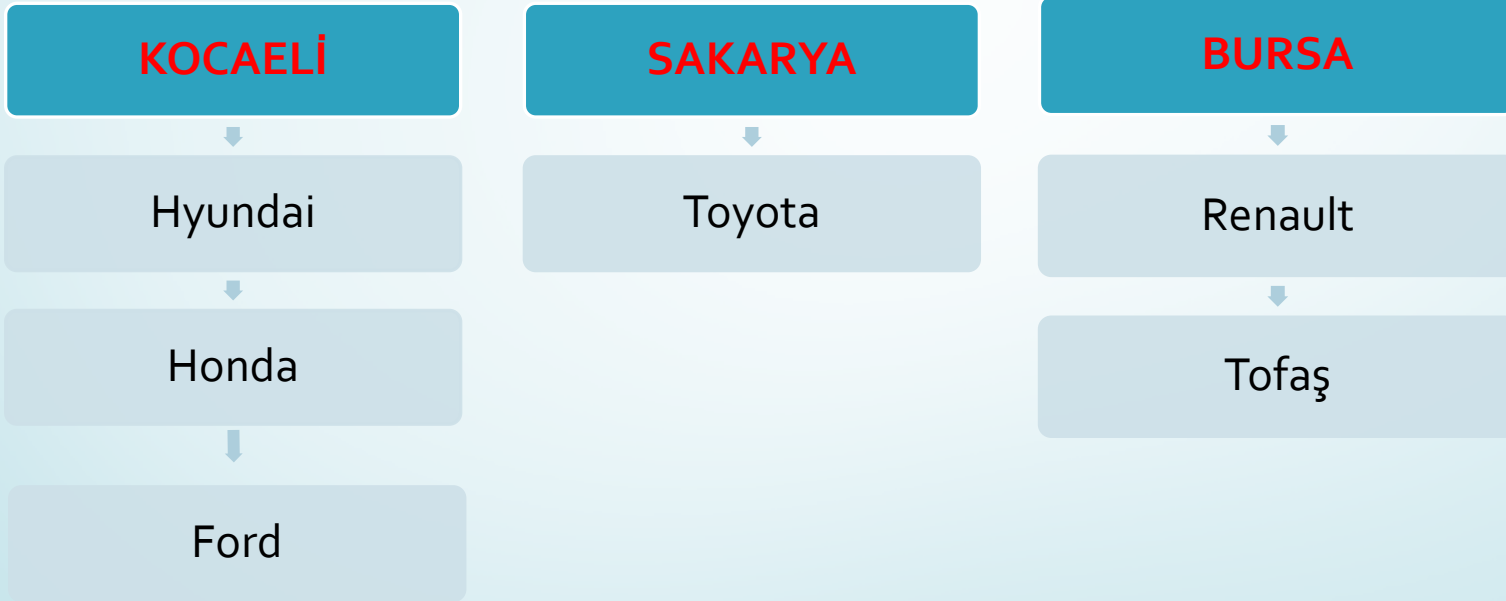 KOCAELİ
Hyundai
Honda
Ford
SAKARYA
Toyota
BURSA
Renault
Tofaş